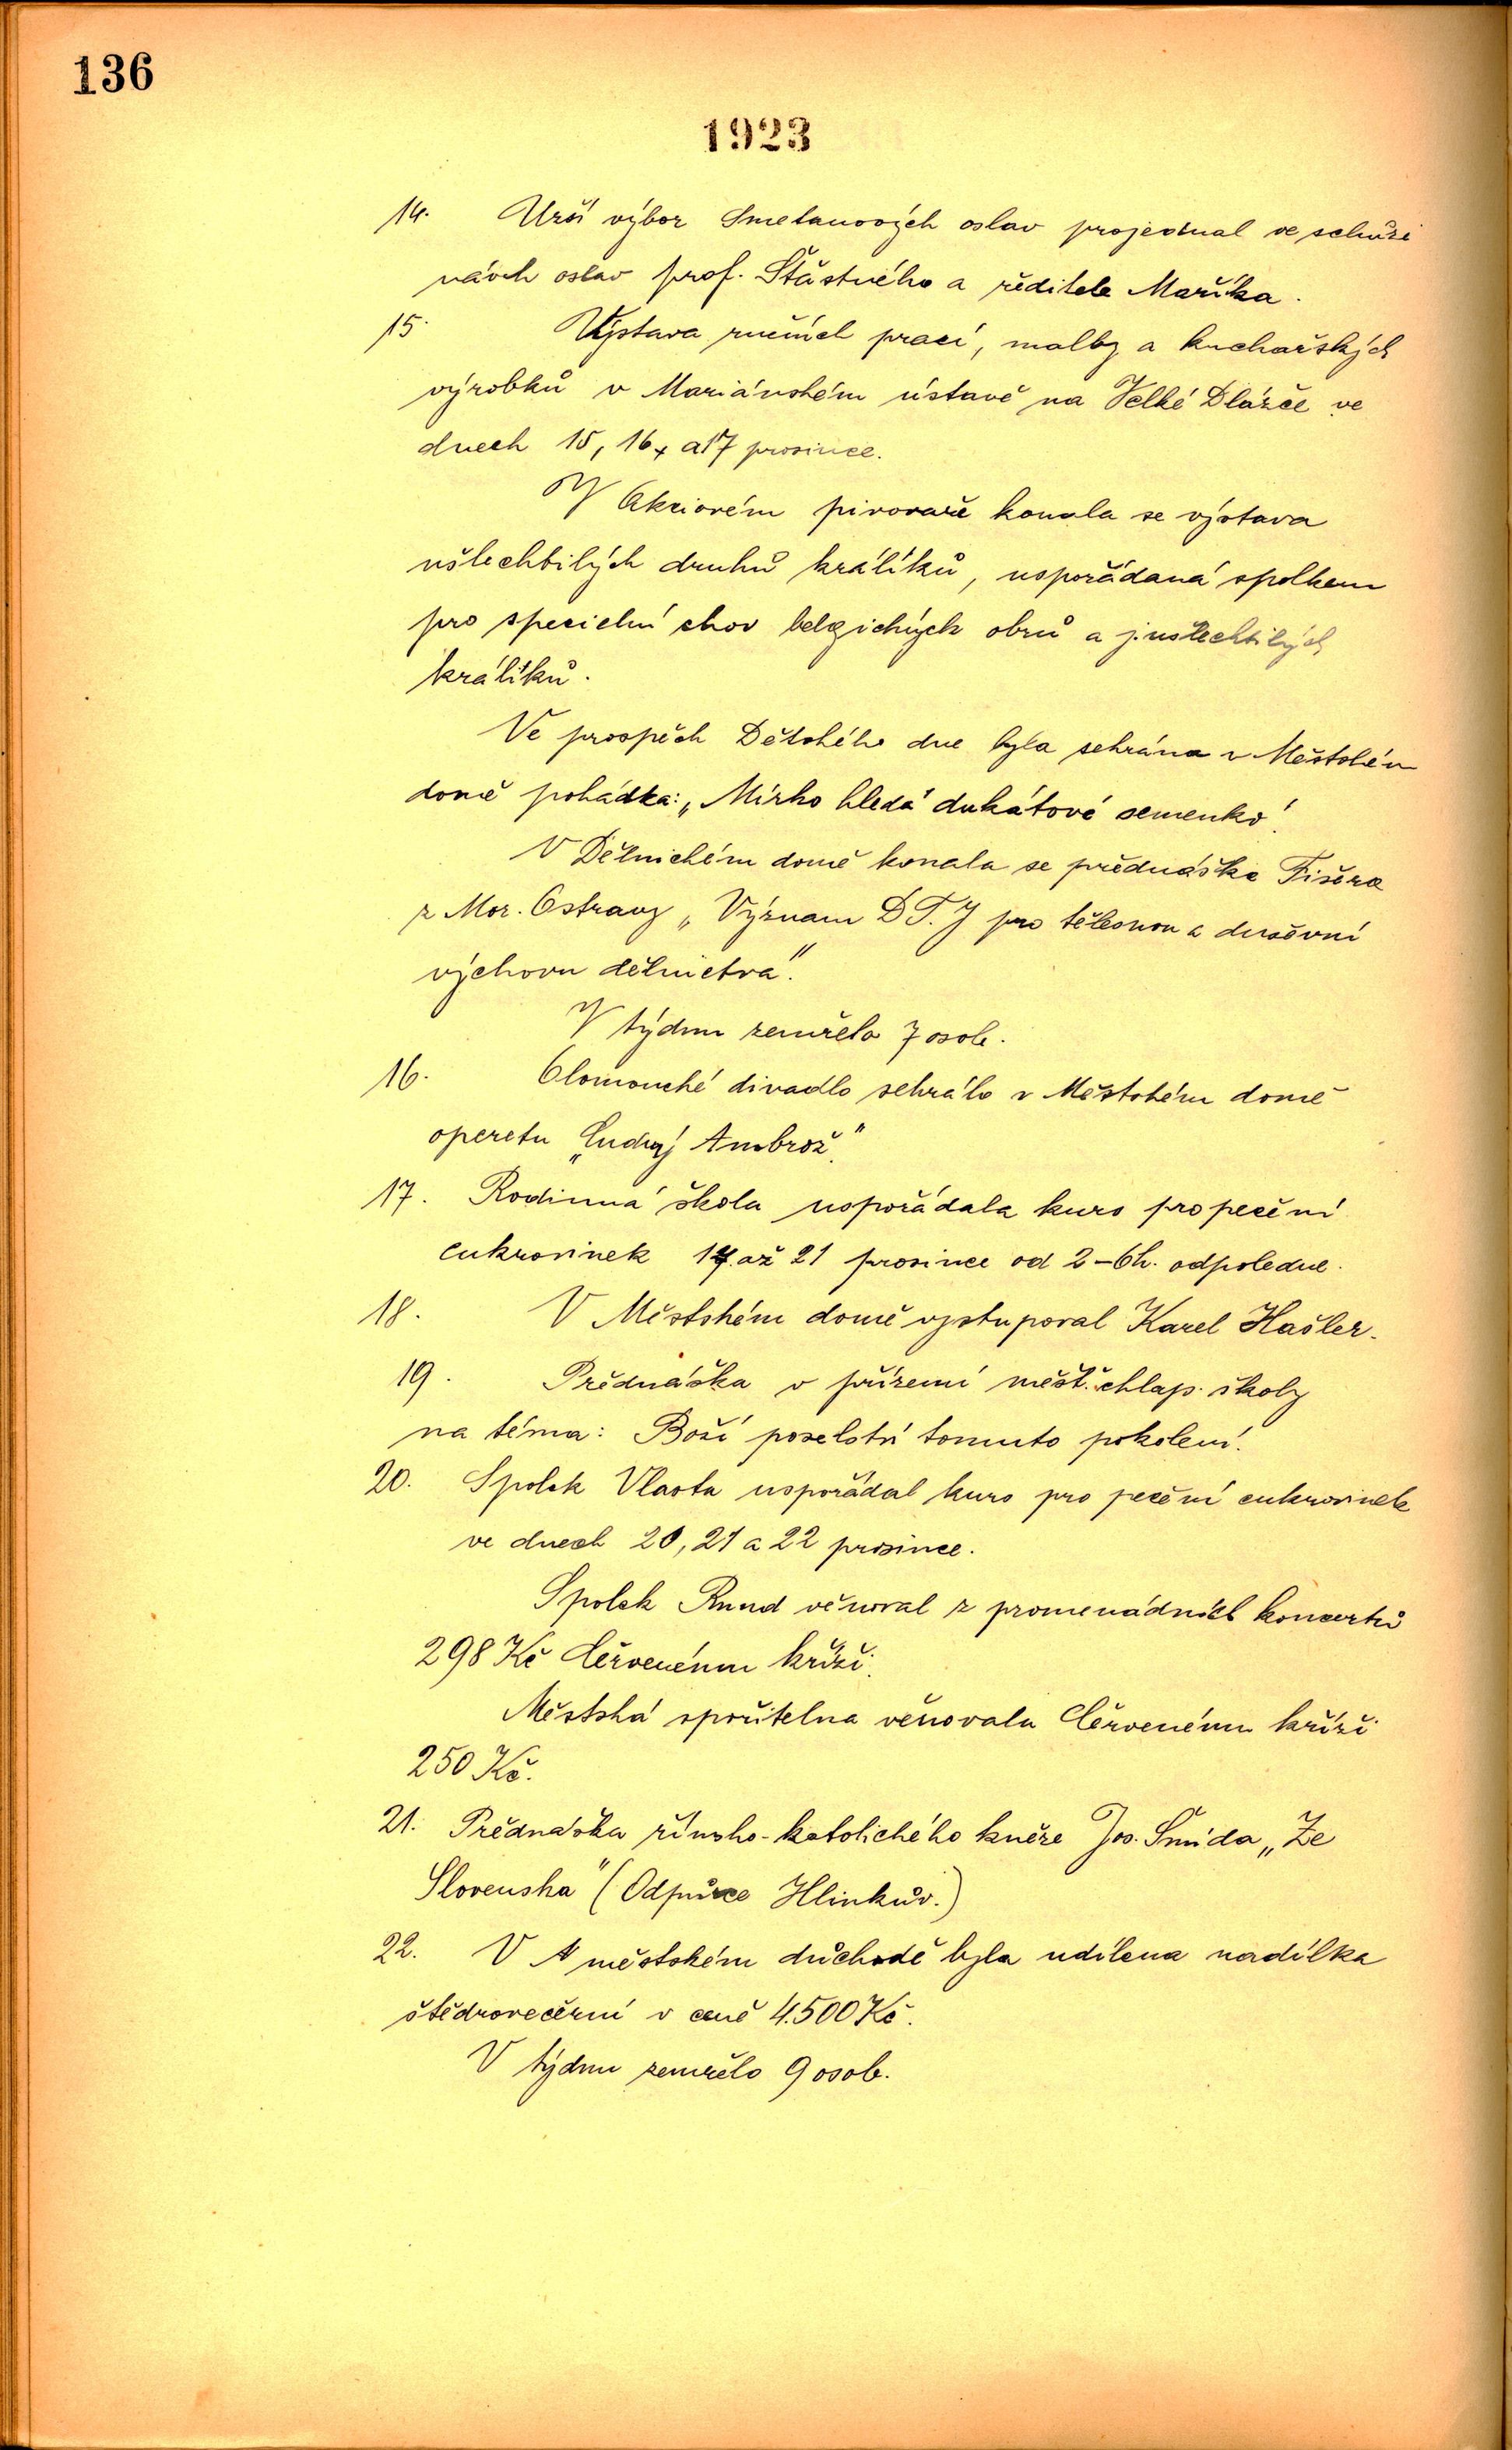 136
1923
14. Užší výbor Smetanových oslav projednal ve schůzi
návrh oslav prof. Šťastného a ředitele Maříka.
15. Výstava ručních prací, malby a kuchařských
výrobků v Mariánském ústavě na Velké Dlážce ve
dnech 15, 16, a 17 prosince.
V Akciovém pivovaře konala se výstava
ušlechtilých druhů králíků, uspořádaná spolkem
pro specielní chov belgických obrů a j. ušlechtilých
králíků.
Ve prospěch Dětského dne byla sehrána v Městském
domě pohádka: „Mirko hledá dukátové semenko“.
V Dělnickém domě konala se přednáška Fišera
z Mor. Ostravy „Význam D T. J pro tělesnou a duševní
výchovu dělnictva“.
V týdnu zemřelo 7 osob.
16. Olomoucké divadlo sehrálo v Městském domě
operetu „ Ambrož“.
17. Rodinná škola uspořádala kurs pro pečení
cukrovinek 17. až 21 prosince od 2-6h. odpoledne.
18. V Městském domě vystupoval Karel Hašler.
19. Přednáška v přízemí měšť. chlap. školy
na téma: Boží poselství tomuto pokolení.
20. Spolek Vlasta uspořádal kurs pro pečení cukrovinek
ve dnech 20, 21 a 22 prosince.
Spolek Rund věnoval z promenádních koncertů
298 Kč Červenému kříži.
Městská spořitelna věnovala Červenému kříži
250 Kč.
21. Přednáška římsko-katolického kněze Jos. Šmída „Ze
Slovenska“ (Odpůrce Hlinkův.)
22. V městském důchodě byla udílena nadílka
štědrovečerní v ceně 4.500 Kč.
V týdnu zemřelo 9 osob.